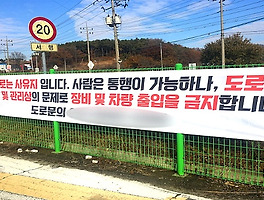 20
서 행
로는 사유지 입니다. 사람은 통행이 가능하나, 도로
및 관리상의 문제로 장비 및 차량 출입을 금지합니
도로문의